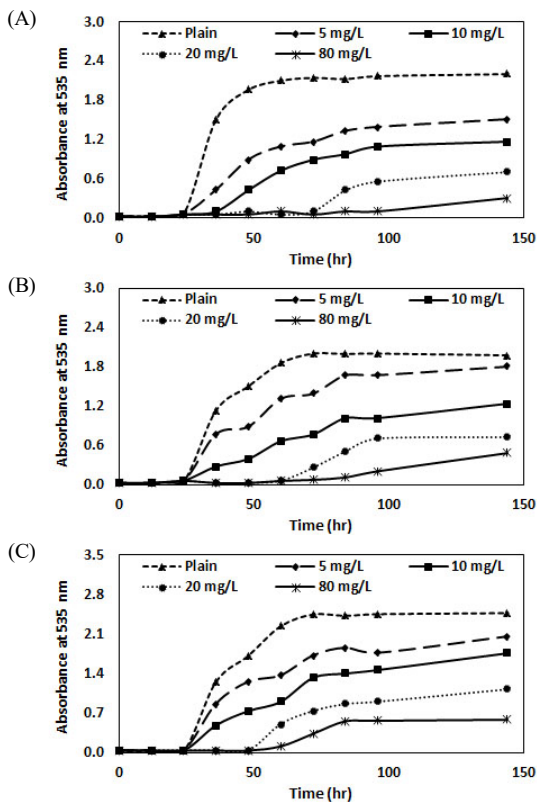 (A)
Plain 5 mg/L 10 mg/L
20 mg/L 80 mg/L
Absorbance at 535 nm
3.0
2.4
1.8
1.2
0.6
0.0
0 50 100 150
Time (hr)
(B)
Plain 5 mg/L 10 mg/L
20 mg/L 80 mg/L
Absorbance at 535 nm
3.0
2.4
1.8
1.2
0.6
0.0
0 50 100 150
Time (hr)
(C)
Plain 5 mg/L 10 mg/L
20 mg/L 80 mg/L
Absorbance at 535 nm
3.5
2.8
2.1
1.4
0.7
0.0
0 50 100 150
Time (hr)